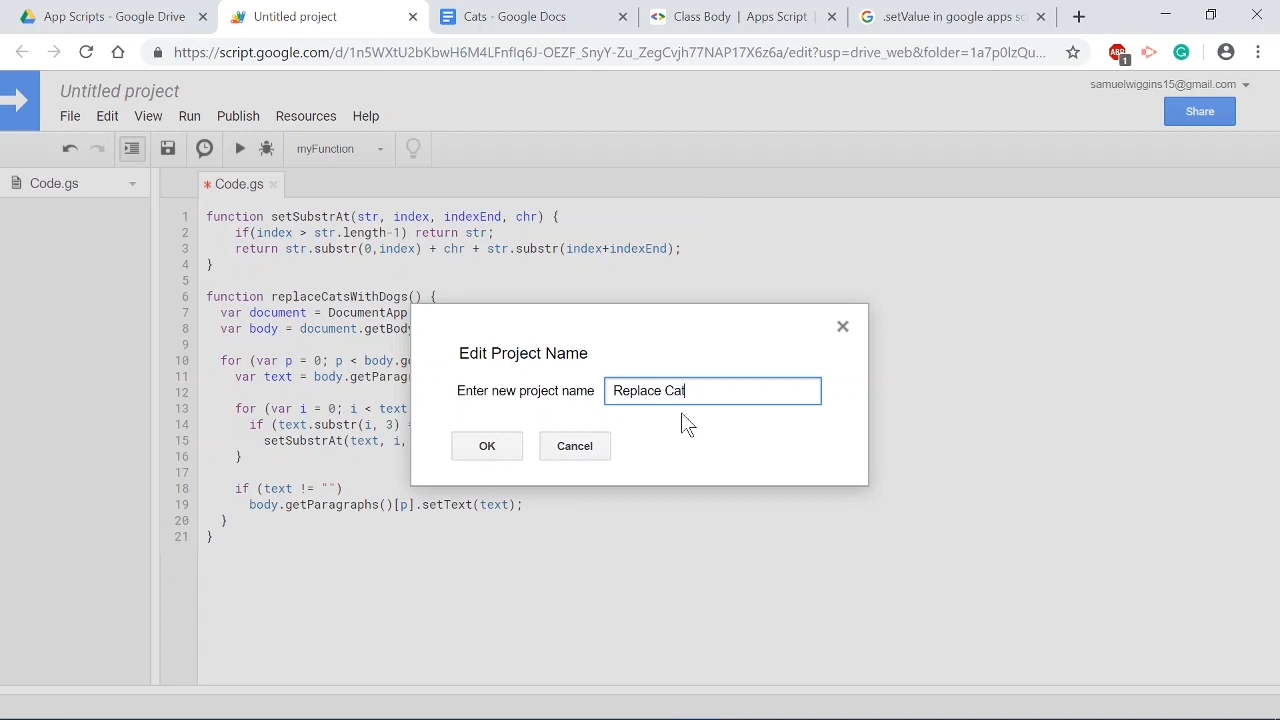 App Scripts - Google Drive
Untitled project
Cats - Google Docs
Class Body | Apps Script |
.setValue in google apps sc
https://script.google.com/d/1n5WXtU2bKbwH6M4LFnflq6J-OEZF_SnyY-Zu_ZegCvjh77NAP17X6z6a/edit?usp=drive_web&folder=1a7p0IzQu...
ABP
1
Untitled project
samuelwiggins15@gmail.com
File Edit View Run Publish Resources Help
Share
myFunction
Code.gs
* Code.gs
1 function setSubstrAt(str, index, indexEnd, chr) {
2 if(index > str.length-1) return str;
3 return str.substr(0,index) + chr + str.substr(index+indexEnd);
4 }
5
6 function replaceCatsWithDogs() {
7 var document = DocumentApp
8 var body = document.getBody
9
10 for (var p = 0; p < body.ge
11 var text = body.getParag
12
13 for (var i = 0; i < text
14 if (text.substr(i, 3) =
15 setSubstrAt(text, i,
16 }
17
18 if (text != "")
19 body.getParagraphs()[p].setText(text);
20 }
21 }
Edit Project Name
Enter new project name Replace Cat
OK Cancel